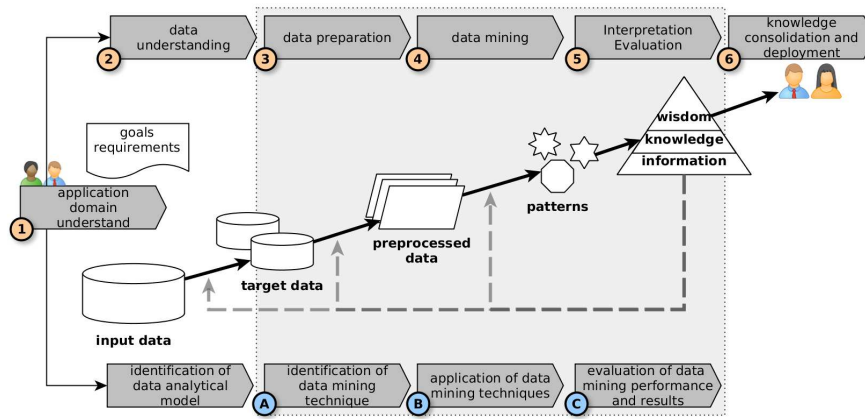 data
understanding
2
data preparation
3
data mining
4
Interpretation
Evaluation
5
knowledge
consolidation and
deployment
6
goals
requirements
application
domain
understand
1
wisdom
knowledge
information
patterns
preprocessed
data
target data
input data
identification of
data analytical
model
identification of
data mining
technique
A
application of data
mining techniques
B
evaluation of data
mining performance
and results
C